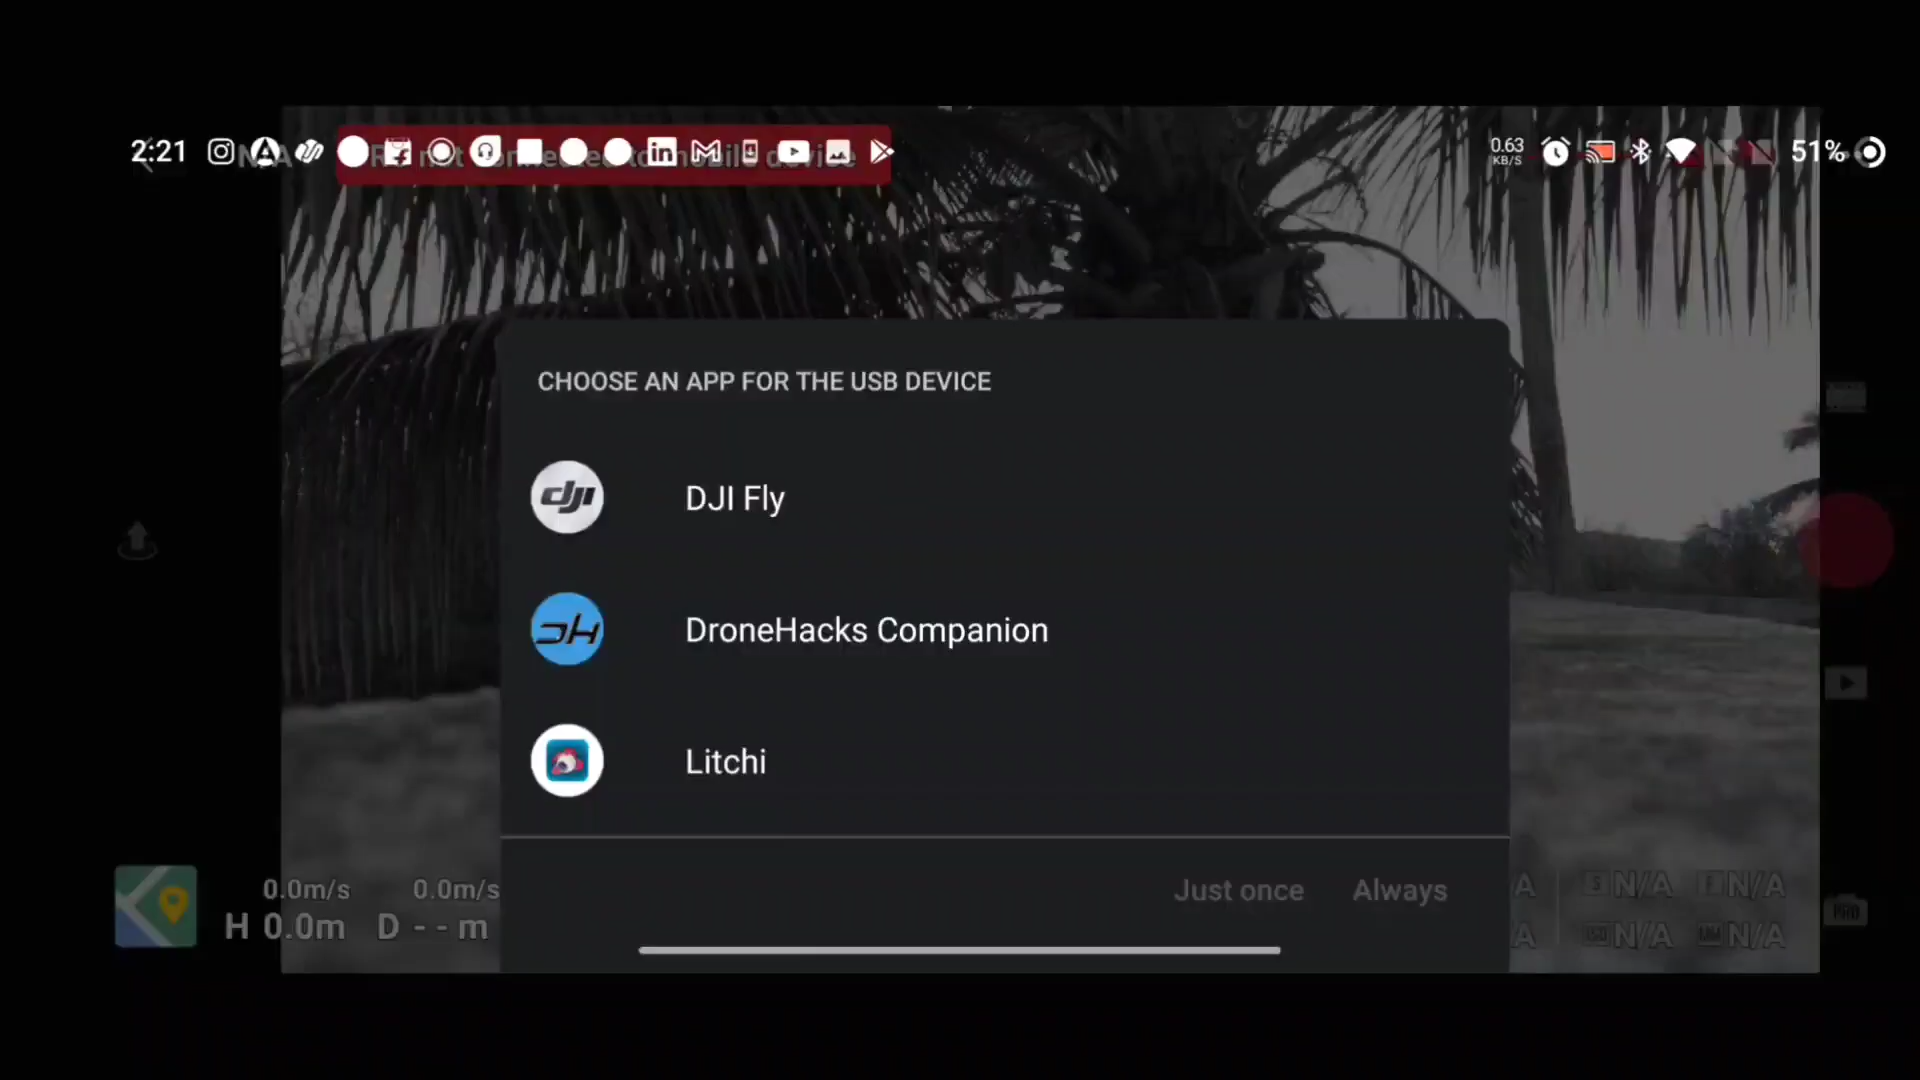 2:21
0.63
KB/S
51%
CHOOSE AN APP FOR THE USB DEVICE
dji
DJI Fly
DroneHacks Companion
Litchi
Just once Always
0.0m/s 0.0m/s
H 0.0m D - - m
A N/A N/A
A N/A N/A